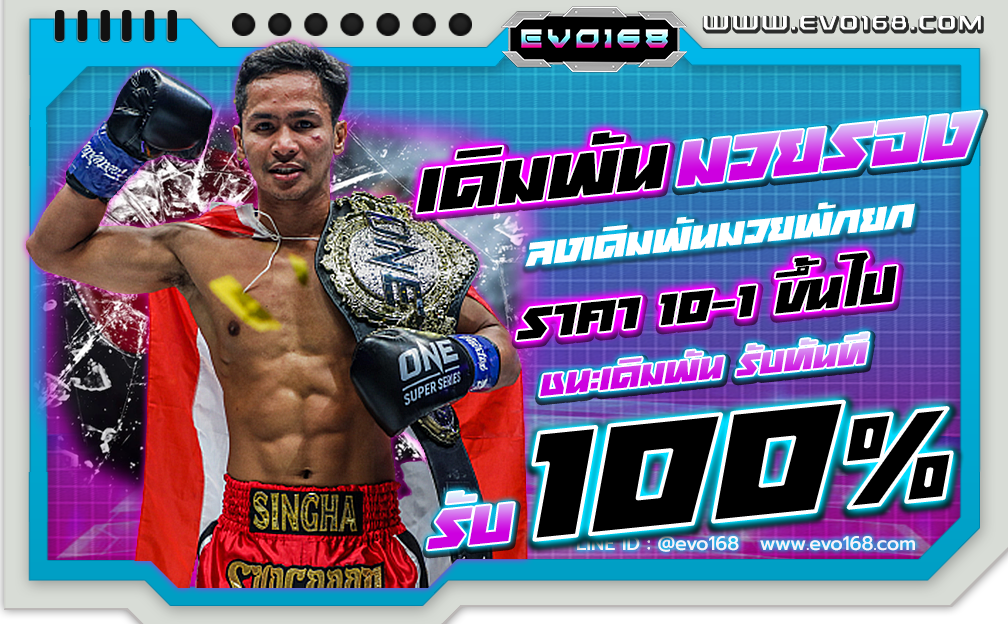 EVO168
WWW.EVO168.COM
เดิมพันมวยรอง
ลงเดิมพันมวยพักยก
ราคา 10-1 ขึ้นไป
ชนะเดิมพัน รับทันที
รับ 100%
LINE ID : @evo168 www.evo168.com
ONE
ONE
SUPER SERIES
SINGHA